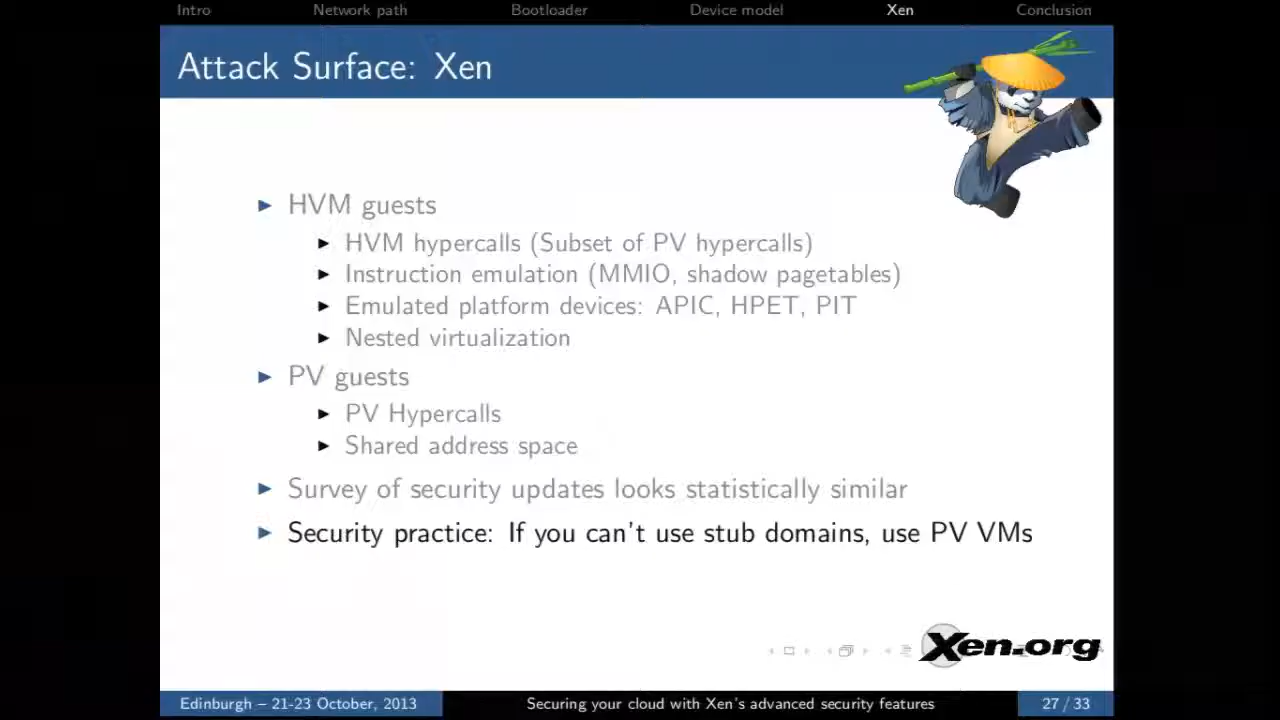 Intro Network path Bootloader Device model Xen Conclusion
Attack Surface: Xen
HVM guests
HVM hypercalls (Subset of PV hypercalls)
Instruction emulation (MMIO, shadow pagetables)
Emulated platform devices: APIC, HPET, PIT
Nested virtualization
PV guests
PV Hypercalls
Shared address space
Survey of security updates looks statistically similar
Security practice: If you can't use stub domains, use PV VMs
Xen.org
Edinburgh – 21-23 October, 2013 Securing your cloud with Xen's advanced security features 27 / 33